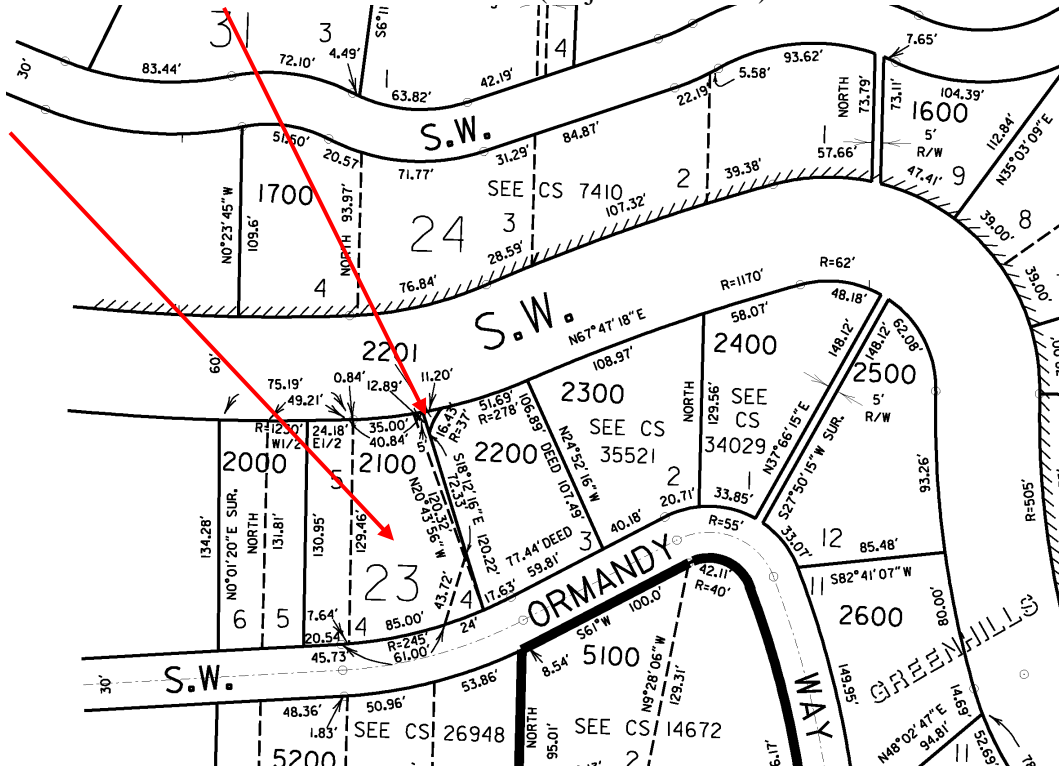 31
3
S6°11
4
30'
83.44'
72.10'
4.49'
1
63.82'
42.19'
22.19'
5.58'
93.62'
7.65'
NORTH
73.79'
73.11'
104.39'
1600
112.84'
N35°03'09"E
5'
R/W
57.66'
1
47.41'
9
S.W.
51.50'
20.57
71.77'
31.29'
84.87'
39.38'
1700
SEE CS 7410
2
107.32'
N0°23'45"W
109.6'
NORTH 93.97'
24
3
28.59'
4
76.84'
39.00'
8
39.00'
S.W.
R=1170'
R=62'
48.18'
58.07'
N67°47'18"E
108.97'
2400
148.12'
148.12'
62.08'
2500
5'
R/W
60'
2201
75.19'
49.21'
0.84'
12.89'
11.20'
R=1230'
W1/2
24.18'
E1/2
35.00'
40.84'
5'
16.43'
R=37'
51.69'
R=278'
106.89' DEED 107.49'
N24°52'16"W
2300
SEE CS
35521
2
NORTH
129.56'
SEE
CS
34029
1
N37°66'15"E
S27°50'15"W SUR.
2000
5
2100
2200
S18°12'16"E 120.22'
72.33'
120.32'
N20°43'56"W
134.28'
N0°01'20"E SUR.
NORTH
131.81'
130.95'
129.46'
23
77.44' DEED
3
40.18'
20.71'
33.85'
R=55'
33.07'
93.26'
R=505'
12
85.48'
6
5
7.64'
20.54'
4
85.00'
43.72'
4
17.63'
59.81'
24'
R=245'
61.00'
45.73'
ORMANDY
42.11'
R=40'
11
S82°41'07"W
2600
80.00'
S61°W
100.0'
S.W.
30'
5100
8.54'
53.86'
N9°28'06"W
129.31'
WAY
149.95'
GREENHILLS
14.69'
N48°02'47"E
94.81'
52.69'
11
48.36'
50.96'
1.83'
SEE CS 26948
5200
NORTH
95.01'
SEE CS 14672
2
6.17'